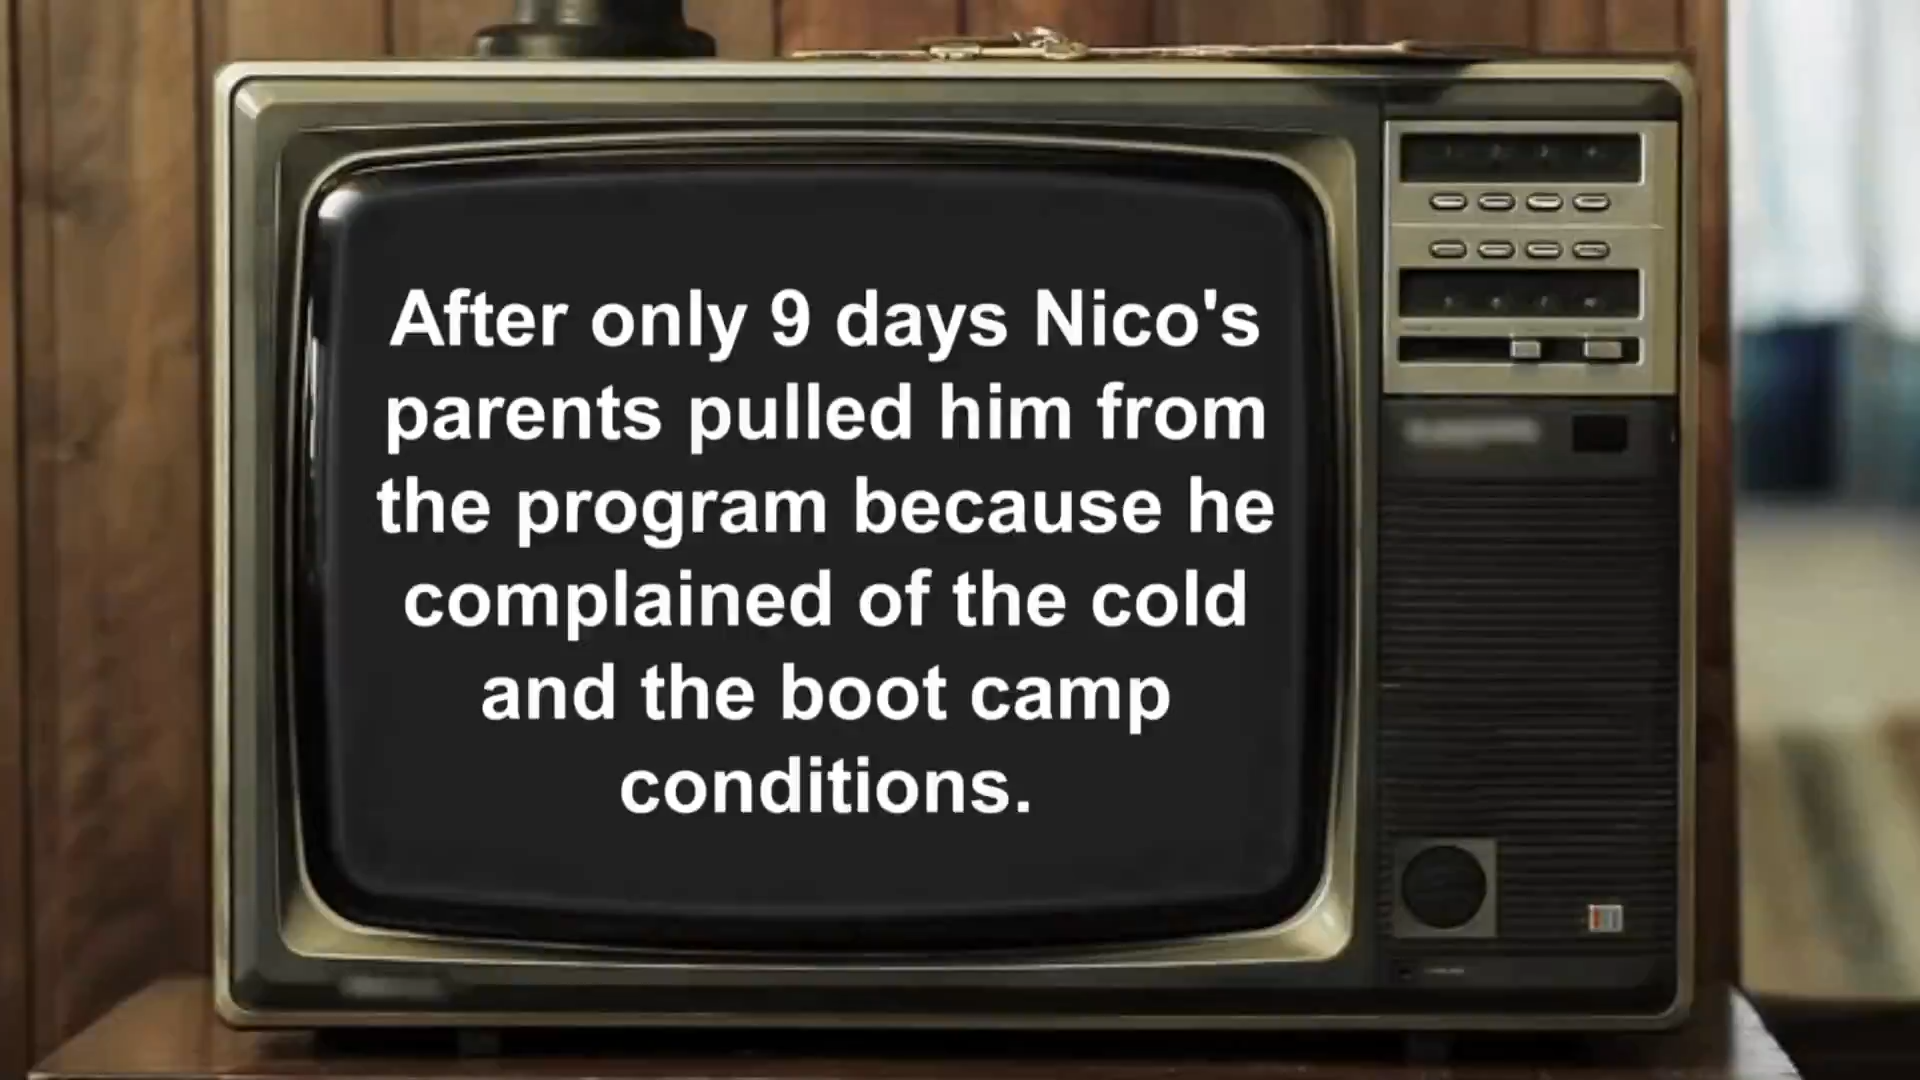 After only 9 days Nico's
parents pulled him from
the program because he
complained of the cold
and the boot camp
conditions.